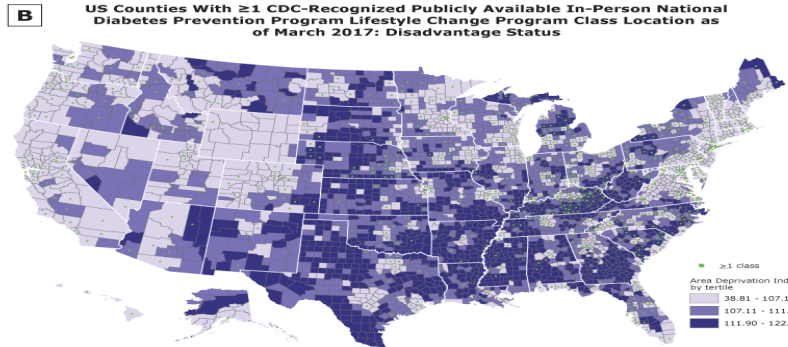 B
US Counties With ≥1 CDC-Recognized Publicly Available In-Person National
Diabetes Prevention Program Lifestyle Change Program Class Location as
of March 2017: Disadvantage Status
≥1 class
Area Deprivation Ind
by tertile
38.81 - 107.1
107.11 - 111.
111.90 - 122.